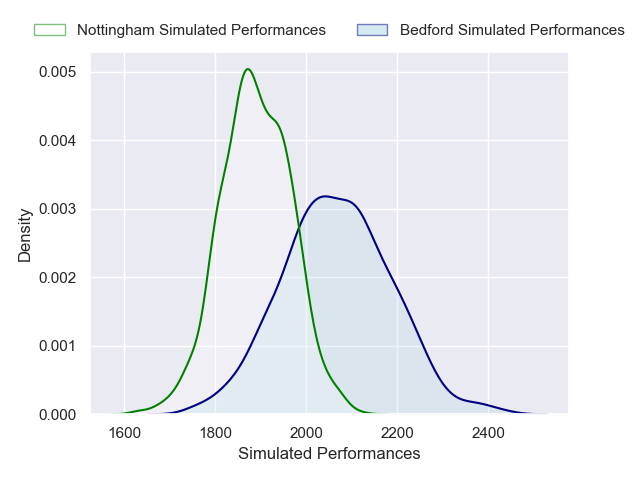 Nottingham Simulated Performances Bedford Simulated Performances
0.005
0.004
0.003
0.002
0.001
0.000
Density
1600 1800 2000 2200 2400
Simulated Performances